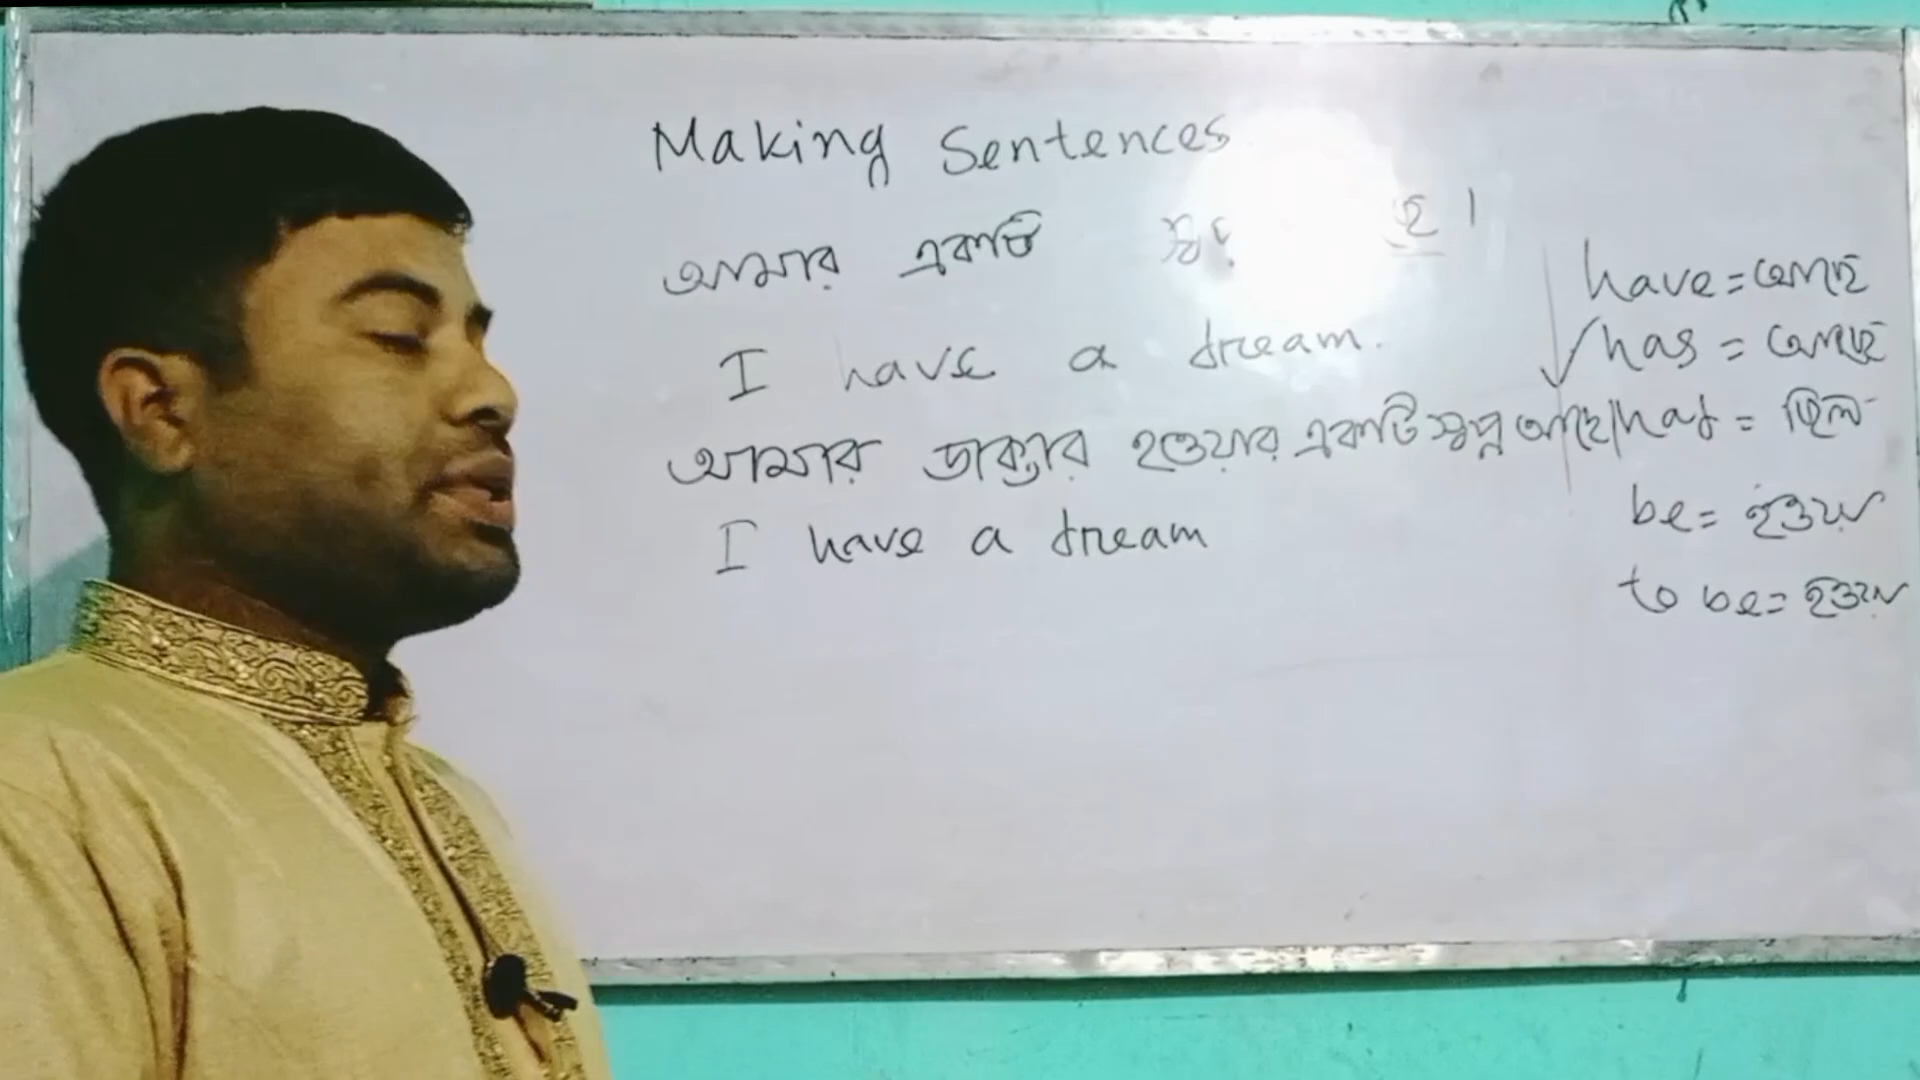 Making Sentences
আমার একটি
I have a dream.
আমার ডাক্তার হওয়ার একটি স্বপ্ন আছে।
I have a dream
have = আছে
has = আছে
had = ছিল
be = হওয়া
to be = হওয়া